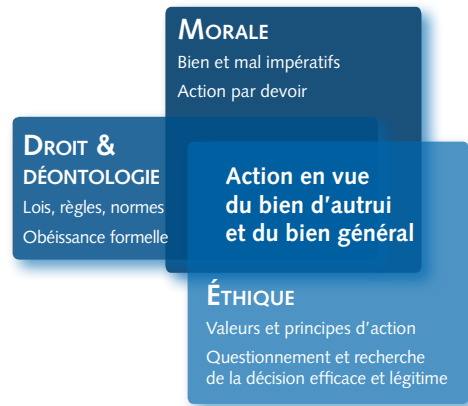 MORALE
Bien et mal impératifs
Action par devoir
DROIT &
DÉONTOLOGIE
Lois, règles, normes
Obéissance formelle
Action en vue
du bien d'autrui
et du bien général
ÉTHIQUE
Valeurs et principes d'action
Questionnement et recherche
de la décision efficace et légitime